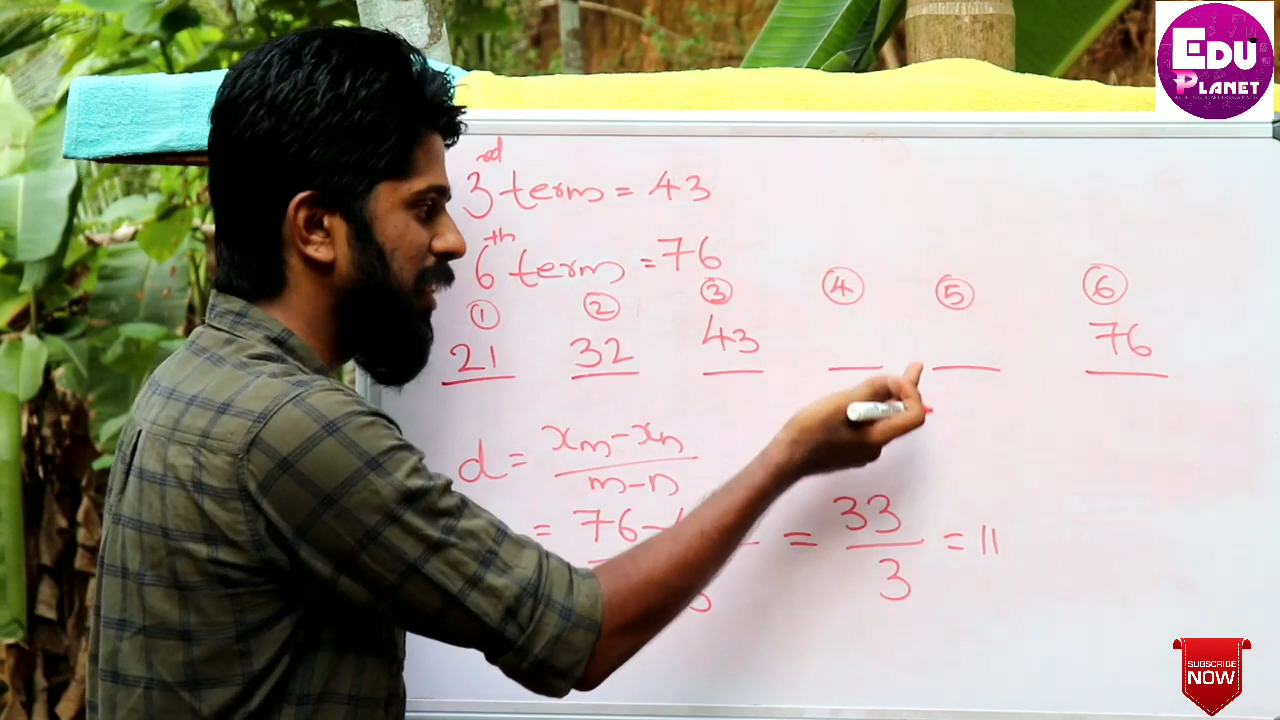 EDU
PLANET
3rd term = 43
6th term = 76
① ② ③ ④ ⑤ ⑥
21 32 43 76
d = xm - xn
m - n
= 76 - = 33 = 11
3
SUBSCRIBE
NOW